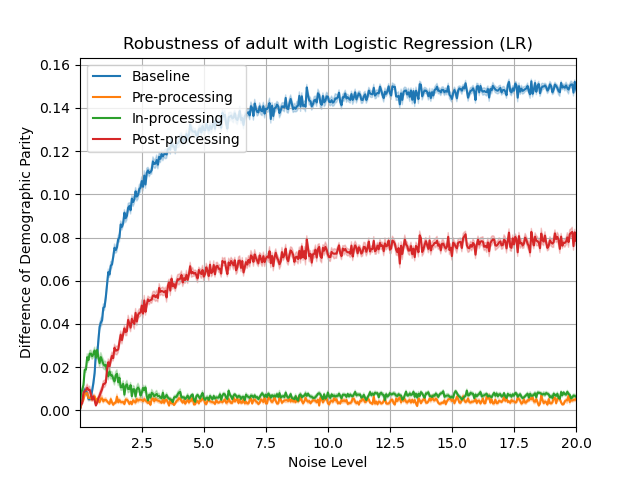 Robustness of adult with Logistic Regression (LR)
0.16
0.14
0.12
0.10
0.08
0.06
0.04
0.02
0.00
Difference of Demographic Parity
Baseline
Pre-processing
In-processing
Post-processing
2.5 5.0 7.5 10.0 12.5 15.0 17.5 20.0
Noise Level